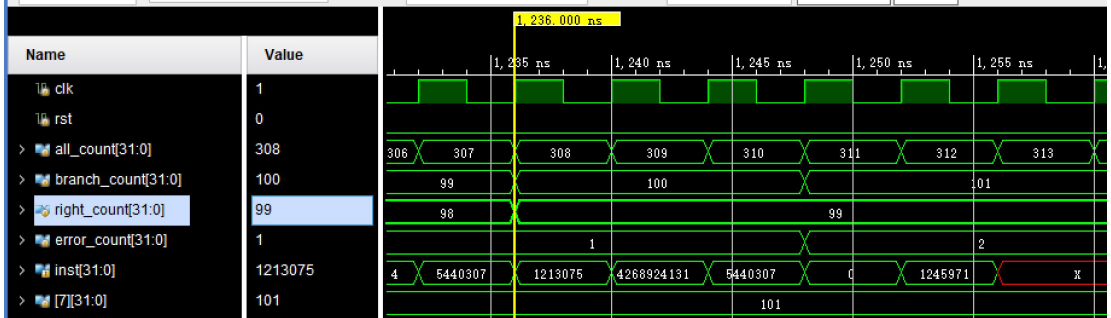 1,236.000 ns
Name Value
1,235 ns 1,240 ns 1,245 ns 1,250 ns 1,255 ns 1,
clk 1
rst 0
all_count[31:0] 308 306 307 308 309 310 311 312 313
branch_count[31:0] 100 99 100 101
right_count[31:0] 99 98 99
error_count[31:0] 1 1 2
inst[31:0] 1213075 4 5440307 1213075 4268924131 5440307 0 1245971 X
[7][31:0] 101 101